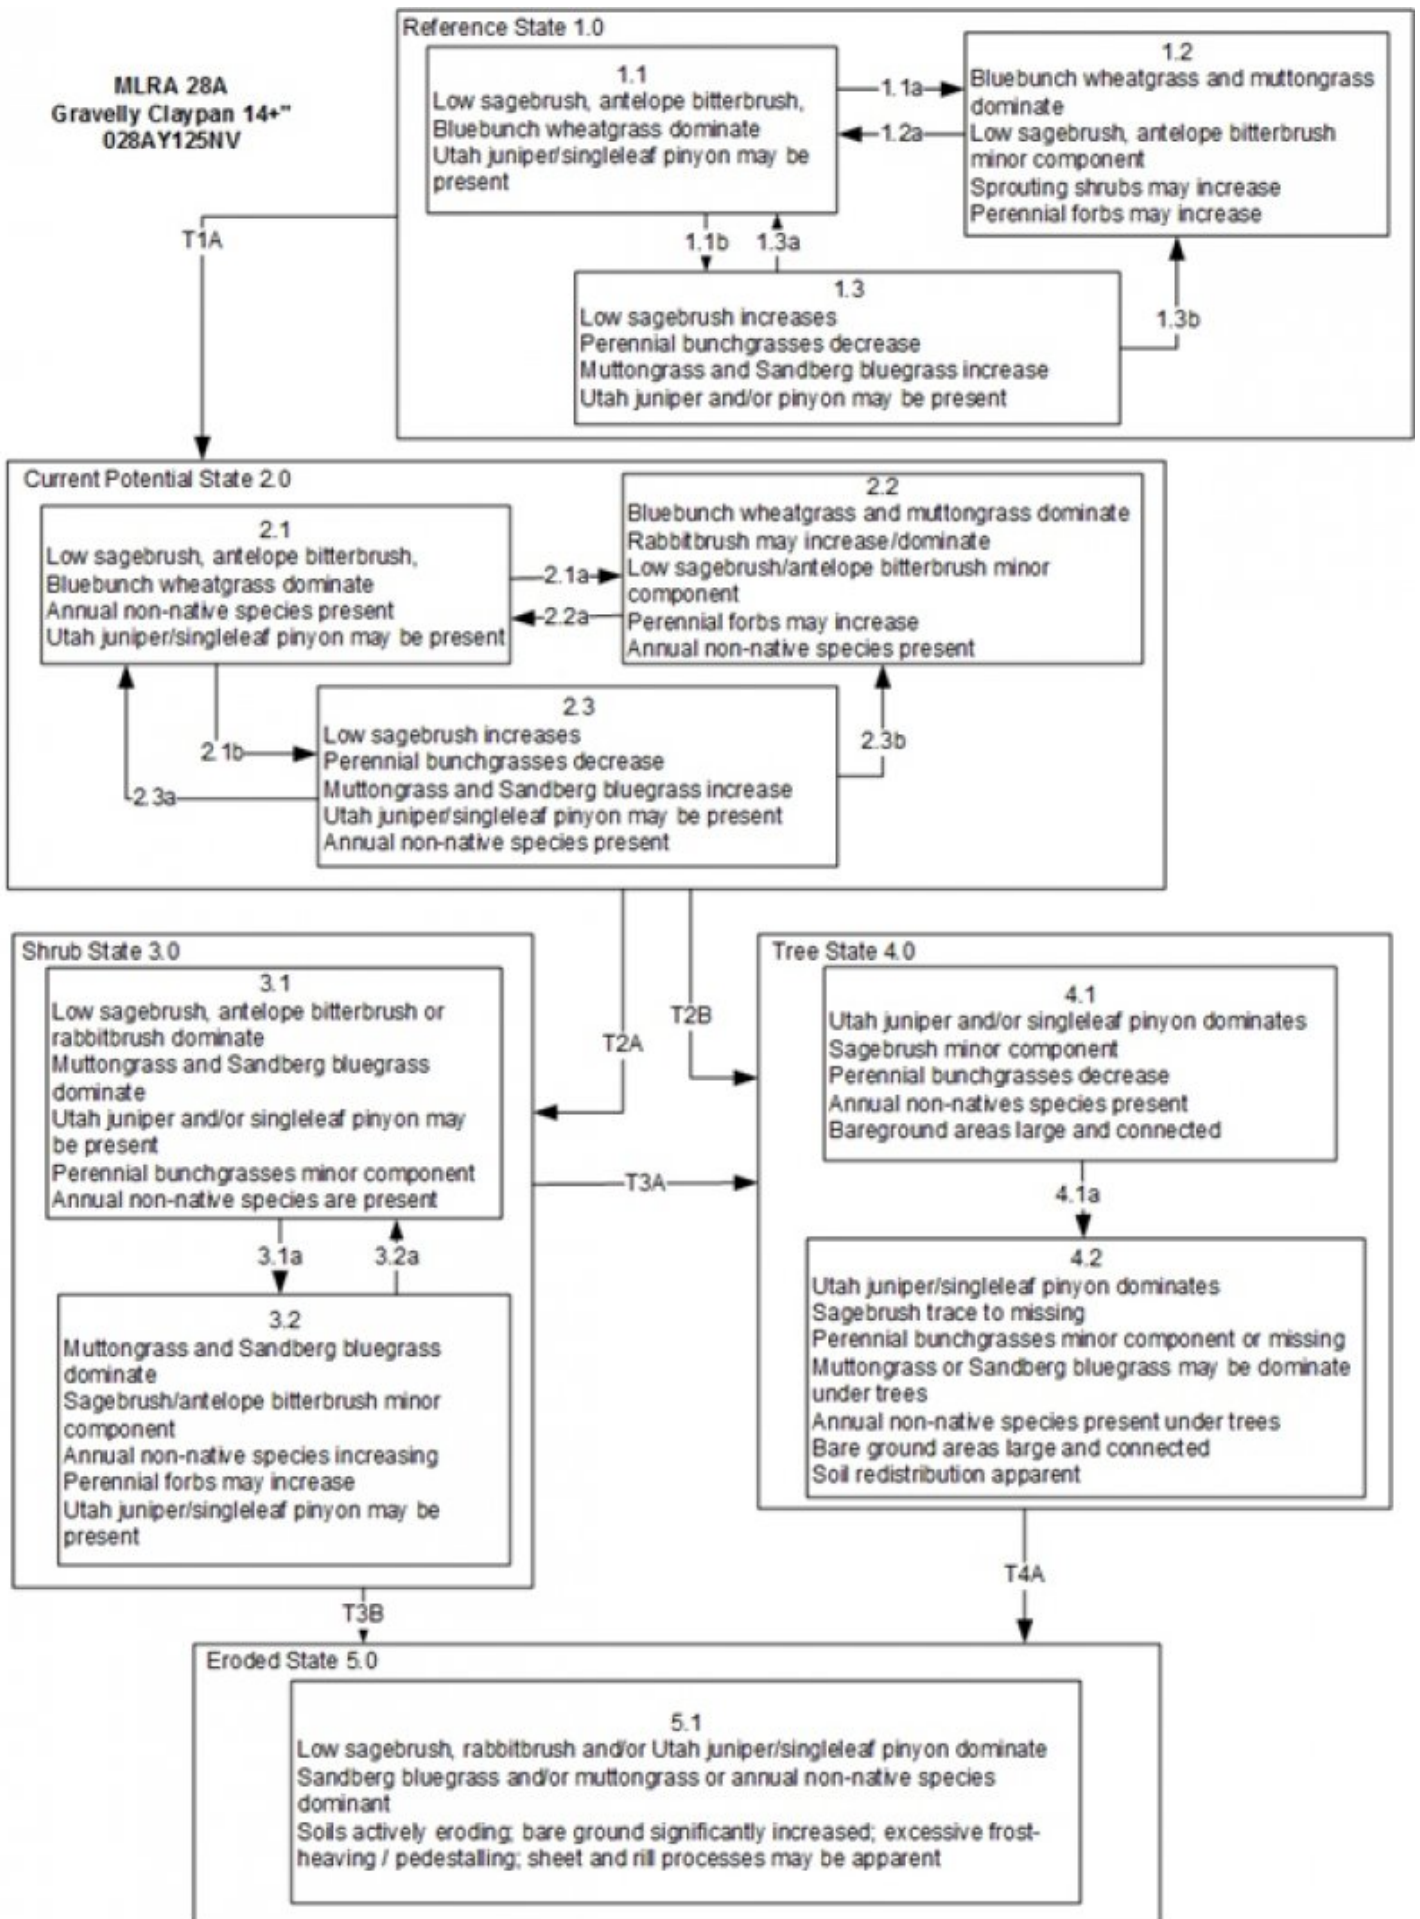 Reference State 1.0
MLRA 28A
Gravelly Claypan 14+"
028AY125NV
1.1
Low sagebrush, antelope bitterbrush,
Bluebunch wheatgrass dominate
Utah juniper/singleleaf pinyon may be
present
1.1a
1.2a
1.2
Bluebunch wheatgrass and muttongrass
dominate
Low sagebrush, antelope bitterbrush
minor component
Sprouting shrubs may increase
Perennial forbs may increase
T1A
1.1b
1.3a
1.3
Low sagebrush increases
Perennial bunchgrasses decrease
Muttongrass and Sandberg bluegrass increase
Utah juniper and/or pinyon may be present
1.3b
Current Potential State 2.0
2.1
Low sagebrush, antelope bitterbrush,
Bluebunch wheatgrass dominate
Annual non-native species present
Utah juniper/singleleaf pinyon may be present
2.1a
2.2a
2.2
Bluebunch wheatgrass and muttongrass dominate
Rabbitbrush may increase/dominate
Low sagebrush/antelope bitterbrush minor
component
Perennial forbs may increase
Annual non-native species present
2.1b
2.3a
2.3
Low sagebrush increases
Perennial bunchgrasses decrease
Muttongrass and Sandberg bluegrass increase
Utah juniper/singleleaf pinyon may be present
Annual non-native species present
2.3b
Shrub State 3.0
3.1
Low sagebrush, antelope bitterbrush or
rabbitbrush dominate
Muttongrass and Sandberg bluegrass
dominate
Utah juniper and/or singleleaf pinyon may
be present
Perennial bunchgrasses minor component
Annual non-native species are present
T2A
T2B
T3A
3.1a
3.2a
3.2
Muttongrass and Sandberg bluegrass
dominate
Sagebrush/antelope bitterbrush minor
component
Annual non-native species increasing
Perennial forbs may increase
Utah juniper/singleleaf pinyon may be
present
Tree State 4.0
4.1
Utah juniper and/or singleleaf pinyon dominates
Sagebrush minor component
Perennial bunchgrasses decrease
Annual non-natives species present
Bareground areas large and connected
4.1a
4.2
Utah juniper/singleleaf pinyon dominates
Sagebrush trace to missing
Perennial bunchgrasses minor component or missing
Muttongrass or Sandberg bluegrass may be dominate
under trees
Annual non-native species present under trees
Bare ground areas large and connected
Soil redistribution apparent
T3B
T4A
Eroded State 5.0
5.1
Low sagebrush, rabbitbrush and/or Utah juniper/singleleaf pinyon dominate
Sandberg bluegrass and/or muttongrass or annual non-native species
dominant
Soils actively eroding; bare ground significantly increased; excessive frost-
heaving / pedestalling; sheet and rill processes may be apparent